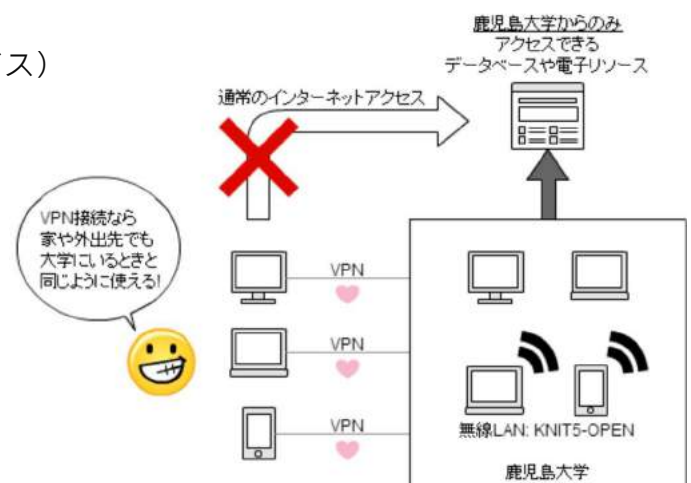 イス）
鹿児島大学からのみ
アクセスできる
データベースや電子リソース
通常のインターネットアクセス
VPN接続なら
家や外出先でも
大学にいるときと
同じように使える!
VPN
VPN
VPN
無線LAN: KNIT5-OPEN
鹿児島大学